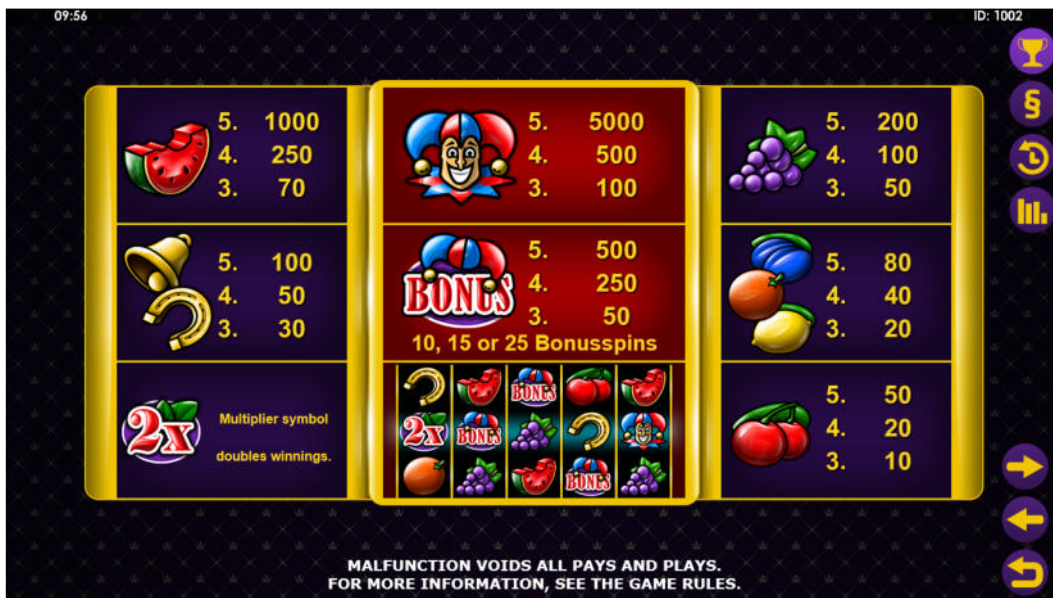 09:56
ID: 1002
5. 1000
4. 250
3. 70
5. 5000
4. 500
3. 100
5. 200
4. 100
3. 50
5. 100
4. 50
3. 30
BONUS
5. 500
4. 250
3. 50
10, 15 or 25 Bonusspins
5. 80
4. 40
3. 20
2x
Multiplier symbol
doubles winnings.
BONUS
2x
BONUS
BONUS
5. 50
4. 20
3. 10
MALFUNCTION VOIDS ALL PAYS AND PLAYS.
FOR MORE INFORMATION, SEE THE GAME RULES.